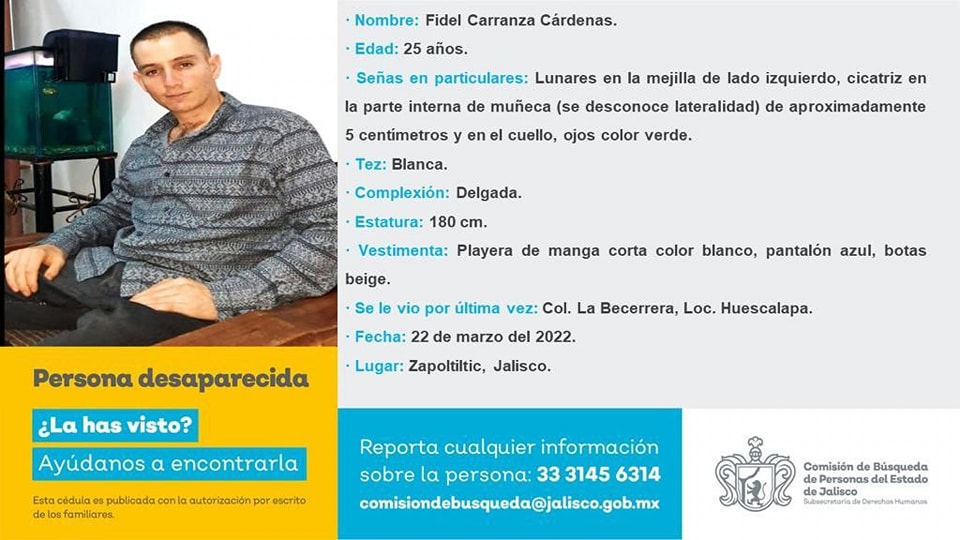 · Nombre: Fidel Carranza Cárdenas.
· Edad: 25 años.
· Señas en particulares: Lunares en la mejilla de lado izquierdo, cicatriz en
la parte interna de muñeca (se desconoce lateralidad) de aproximadamente
5 centímetros y en el cuello, ojos color verde.
· Tez: Blanca.
· Complexión: Delgada.
· Estatura: 180 cm.
· Vestimenta: Playera de manga corta color blanco, pantalón azul, botas
beige.
· Se le vio por última vez: Col. La Becerrera, Loc. Huescalapa.
· Fecha: 22 de marzo del 2022.
· Lugar: Zapoltiltic, Jalisco.
Persona desaparecida
¿La has visto?
Ayúdanos a encontrarla
Esta cédula es publicada con la autorización por escrito
de los familiares.
Reporta cualquier información
sobre la persona: 33 3145 6314
comisiondebusqueda@jalisco.gob.mx
Comisión de Búsqueda
de Personas del Estado
de Jalisco
Subsecretaría de Derechos Humanos